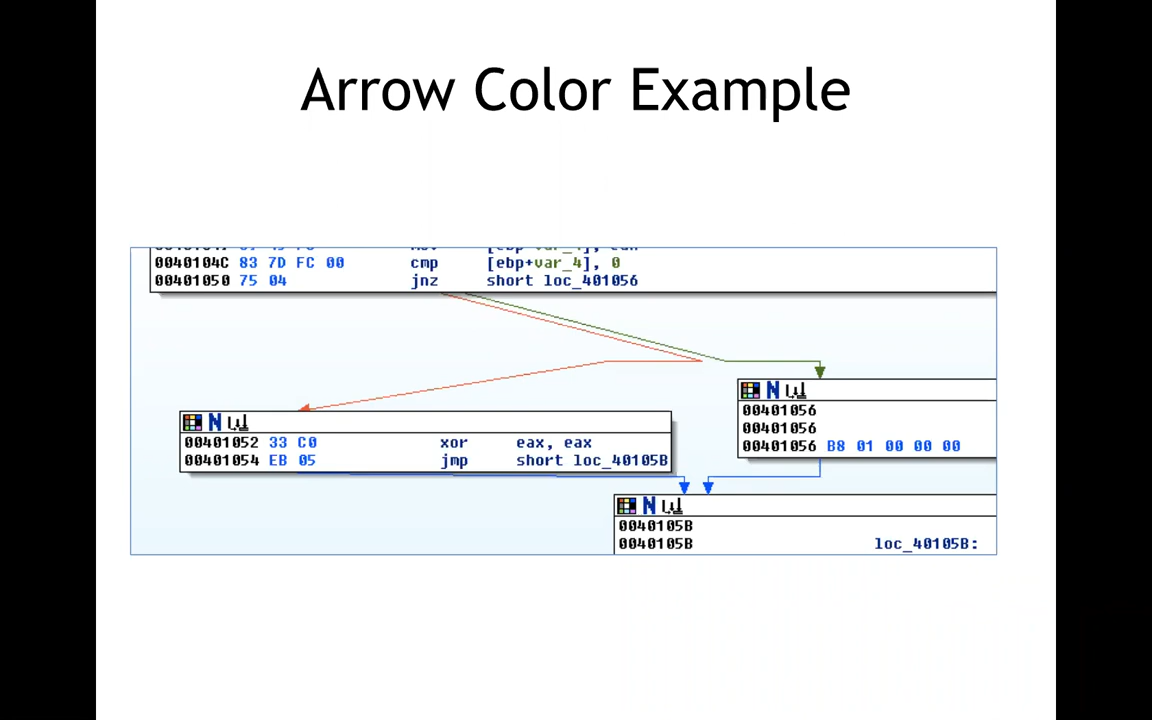 Arrow Color Example
0040104C 83 7D FC 00 cmp [ebp+var_4], 0
00401050 75 04 jnz short loc_401056
N
00401056
00401056
00401056 B8 01 00 00 00
N
00401052 33 C0 xor eax, eax
00401054 EB 05 jmp short loc_40105B
N
0040105B
0040105B loc_40105B: